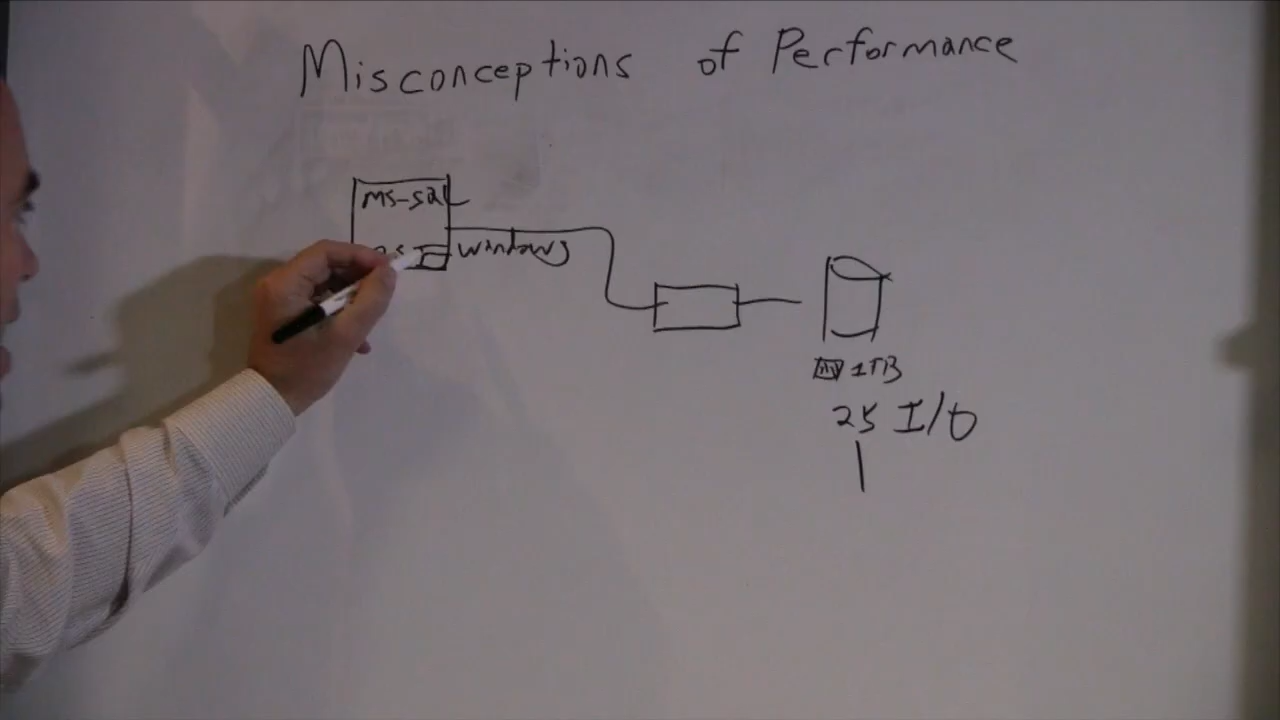 Misconceptions of Performance
MS-SQL
windows
1TB
25 I/O